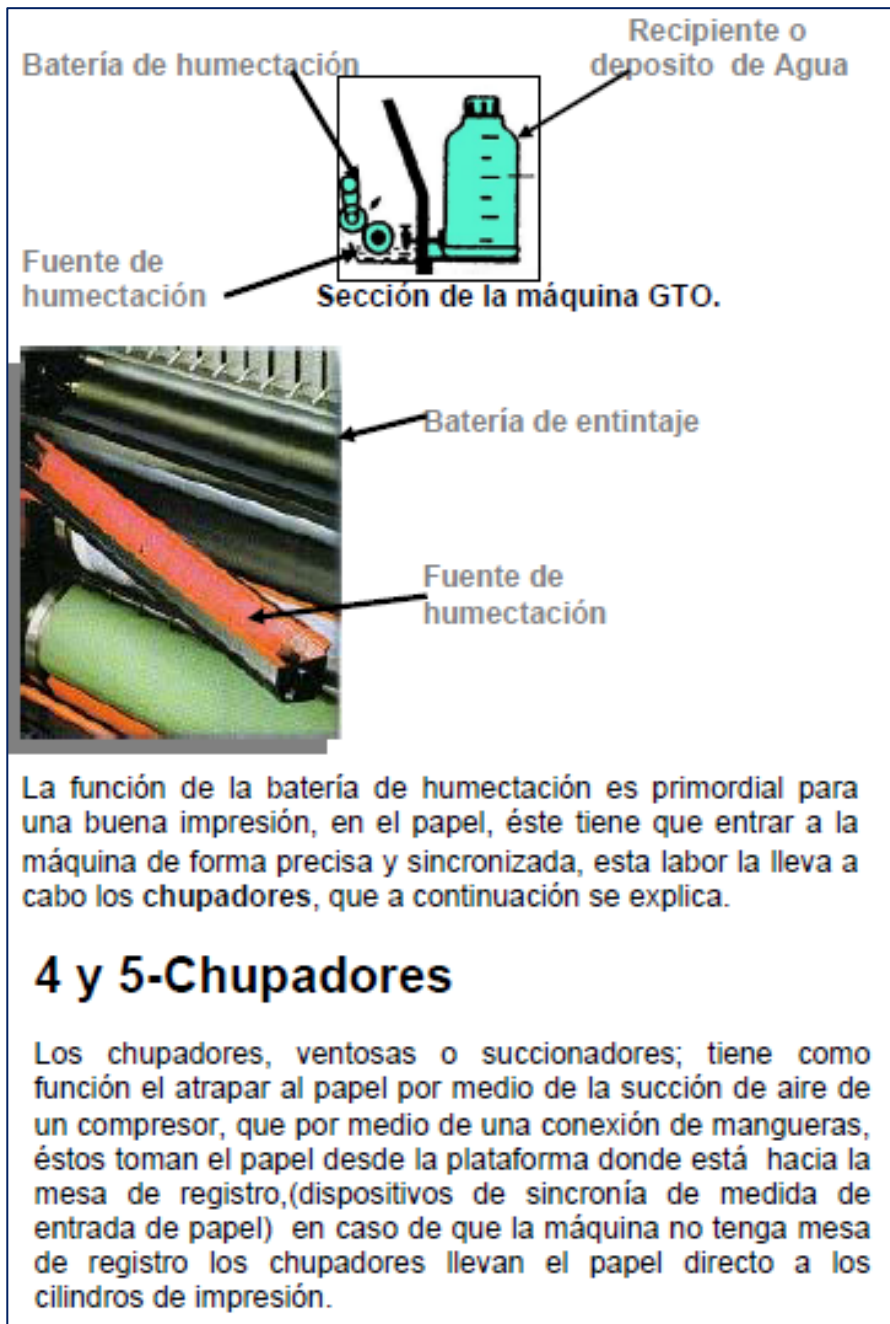 Recipiente o
deposito de Agua
Batería de humectación
Fuente de
humectación
Sección de la máquina GTO.
Batería de entintaje
Fuente de
humectación
La función de la batería de humectación es primordial para
una buena impresión, en el papel, éste tiene que entrar a la
máquina de forma precisa y sincronizada, esta labor la lleva a
cabo los chupadores, que a continuación se explica.
4 y 5-Chupadores
Los chupadores, ventosas o succionadores; tiene como
función el atrapar al papel por medio de la succión de aire de
un compresor, que por medio de una conexión de mangueras,
éstos toman el papel desde la plataforma donde está hacia la
mesa de registro,(dispositivos de sincronía de medida de
entrada de papel) en caso de que la máquina no tenga mesa
de registro los chupadores llevan el papel directo a los
cilindros de impresión.